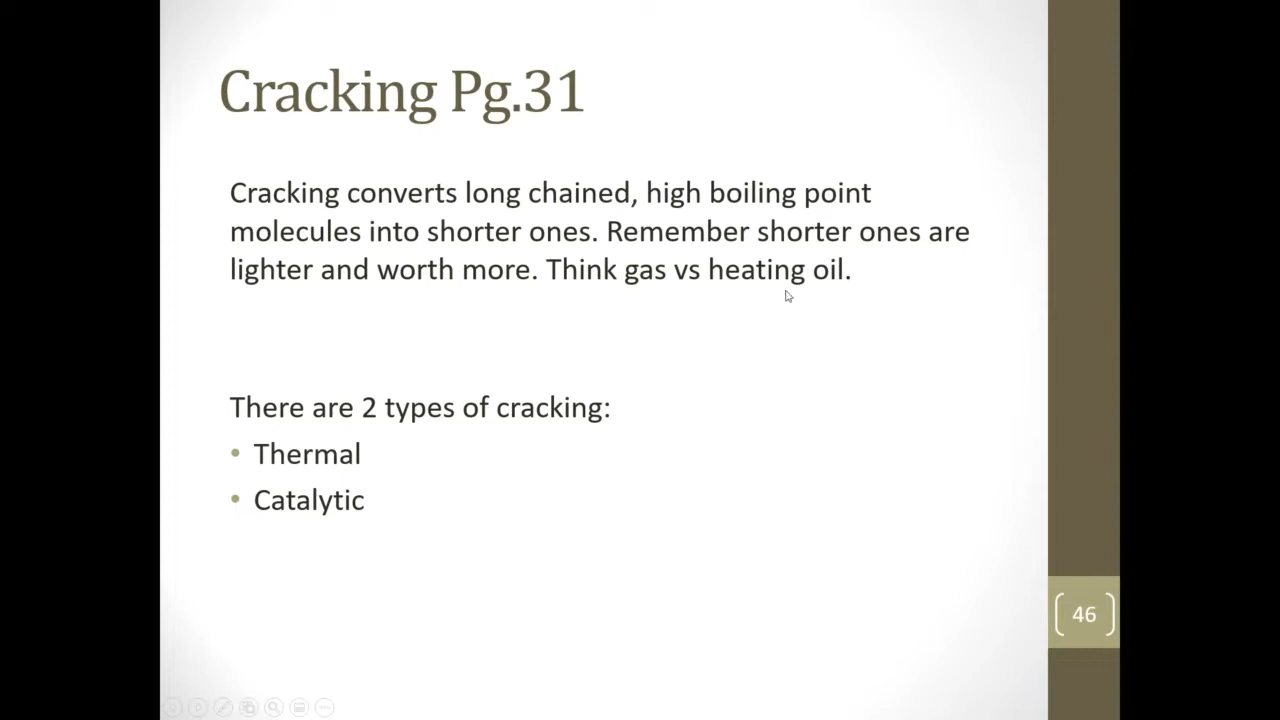 Cracking Pg.31
Cracking converts long chained, high boiling point
molecules into shorter ones. Remember shorter ones are
lighter and worth more. Think gas vs heating oil.
There are 2 types of cracking:
• Thermal
• Catalytic
46